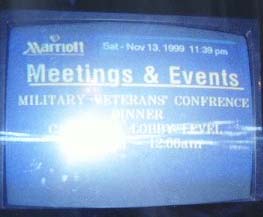 Marriott Sat - Nov 13, 1999 11:39 pm
Meetings & Events
MILITARY VETERANS' CONFRENCE
DINNER
LOBBY LEVEL
12:00am